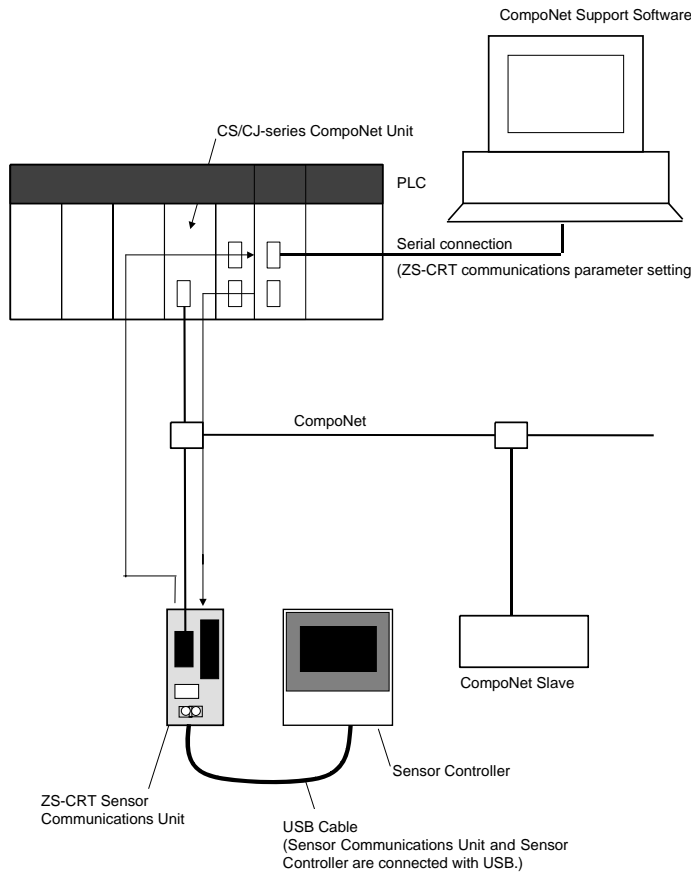 CompoNet Support Software
CS/CJ-series CompoNet Unit
PLC
Serial connection
(ZS-CRT communications parameter setting
CompoNet
CompoNet Slave
Sensor Controller
ZS-CRT Sensor
Communications Unit
USB Cable
(Sensor Communications Unit and Sensor
Controller are connected with USB.)